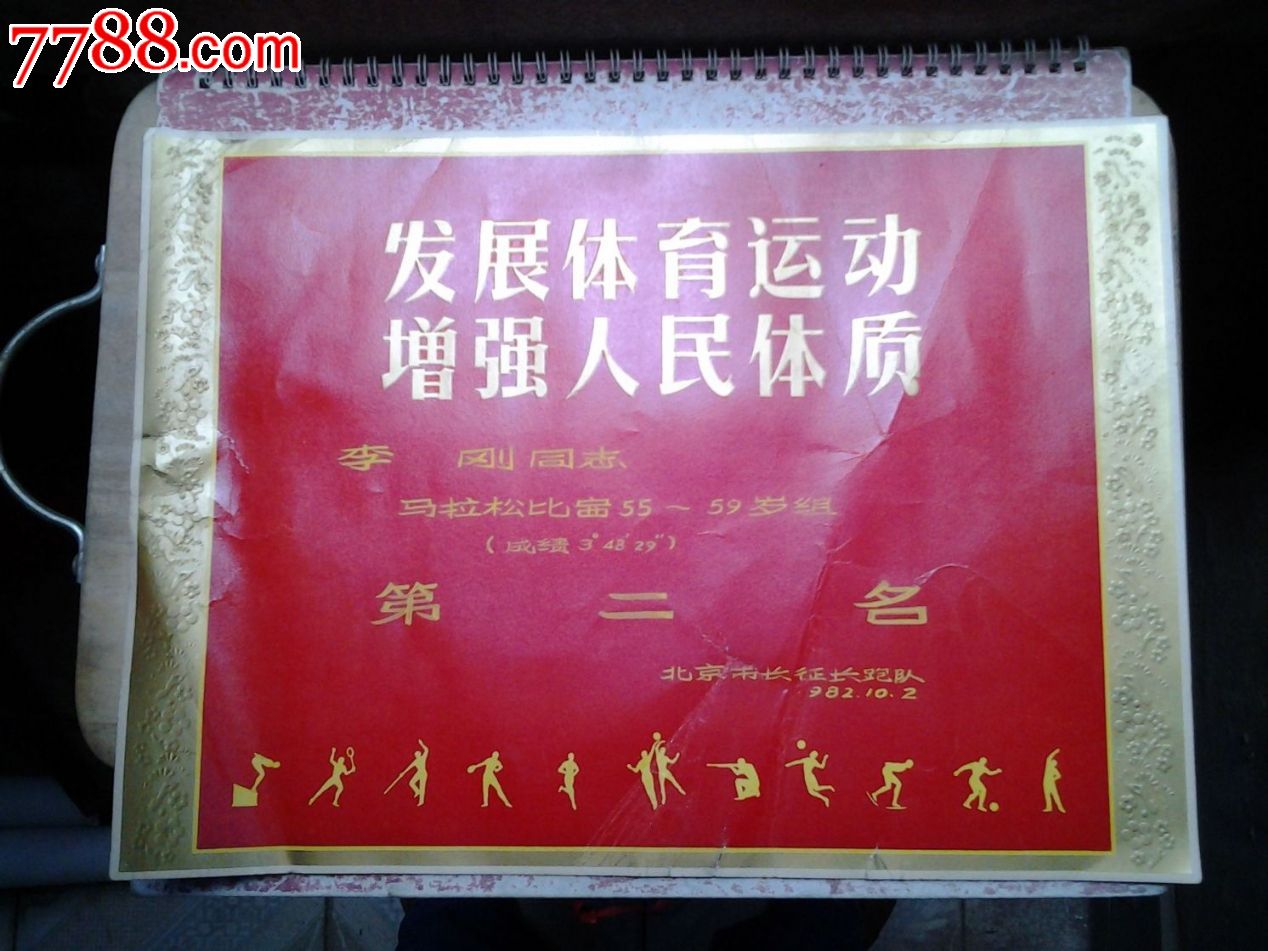 7788.com
发展体育运动
增强人民体质
李 刚同志
马拉松比赛55~59岁组
(成绩3°48′29″)
第 二 名
北京市长征长跑队
982.10.2